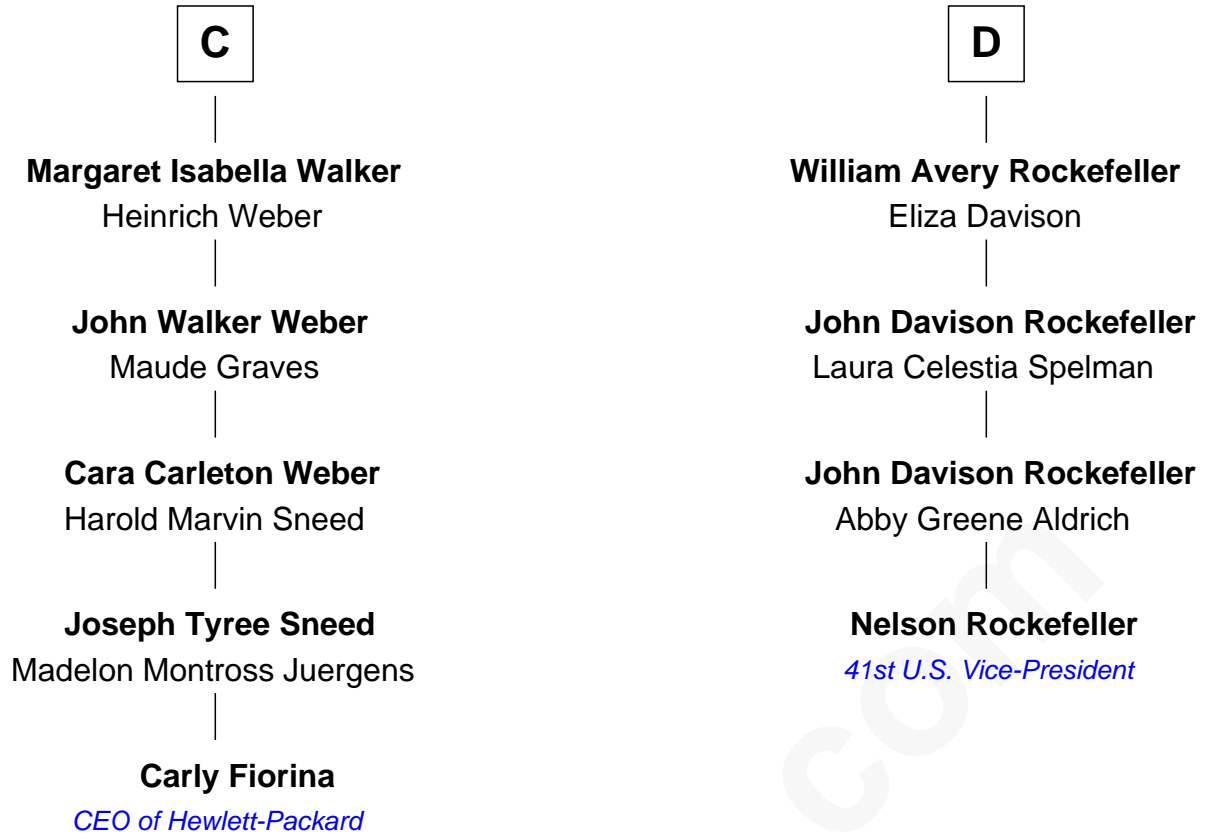 C
Margaret Isabella Walker
Heinrich Weber
John Walker Weber
Maude Graves
Cara Carleton Weber
Harold Marvin Sneed
Joseph Tyree Sneed
Madelon Montross Juergens
Carly Fiorina
CEO of Hewlett-Packard
D
William Avery Rockefeller
Eliza Davison
John Davison Rockefeller
Laura Celestia Spelman
John Davison Rockefeller
Abby Greene Aldrich
Nelson Rockefeller
41st U.S. Vice-President
com